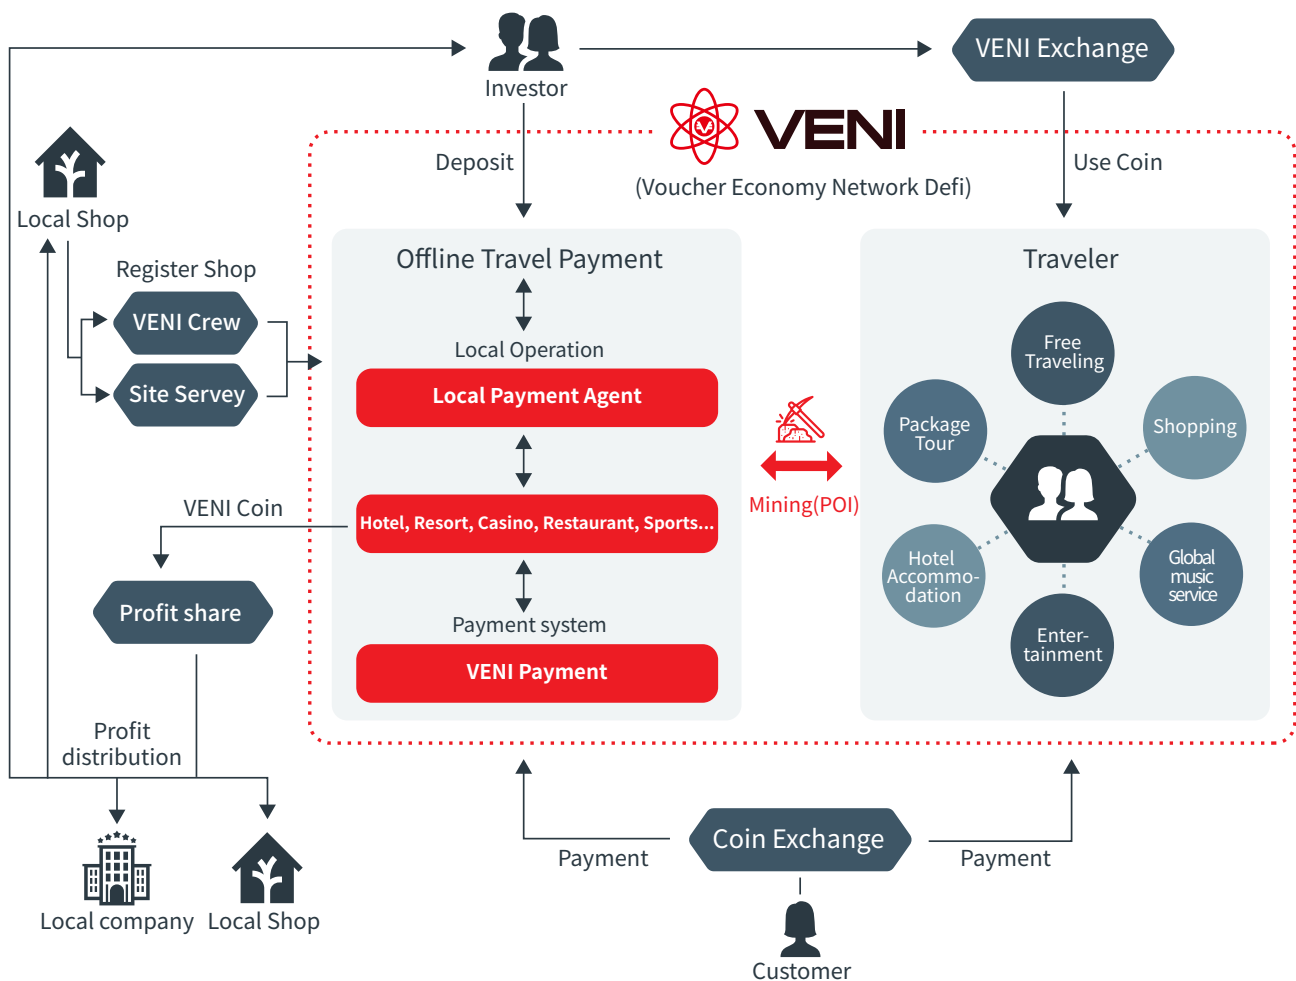 Investor
VENI Exchange
VENI
(Voucher Economy Network Defi)
Deposit
Use Coin
Local Shop
Register Shop
VENI Crew
Site Servey
Offline Travel Payment
Local Operation
Local Payment Agent
Hotel, Resort, Casino, Restaurant, Sports...
Payment system
VENI Payment
Mining(POI)
Traveler
Free
Traveling
Package
Tour
Shopping
Hotel
Accommo-
dation
Global
music
service
Enter-
tainment
VENI Coin
Profit share
Profit
distribution
Local company
Local Shop
Coin Exchange
Payment
Payment
Customer